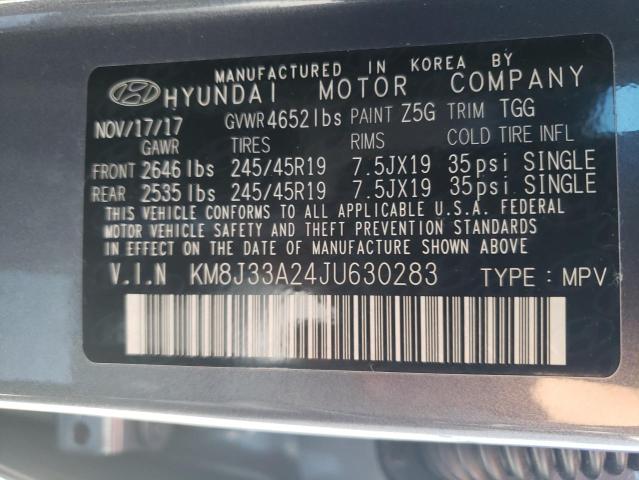 MANUFACTURED IN KOREA BY
HYUNDAI MOTOR COMPANY
NOV/17/17 GVWR 4652lbs PAINT Z5G TRIM TGG
GAWR TIRES RIMS COLD TIRE INFL
FRONT 2646 lbs 245/45R19 7.5JX19 35psi SINGLE
REAR 2535 lbs 245/45R19 7.5JX19 35psi SINGLE
THIS VEHICLE CONFORMS TO ALL APPLICABLE U.S.A. FEDERAL
MOTOR VEHICLE SAFETY AND THEFT PREVENTION STANDARDS
IN EFFECT ON THE DATE OF MANUFACTURE SHOWN ABOVE.
V.I.N KM8J33A24JU630283 TYPE : MPV